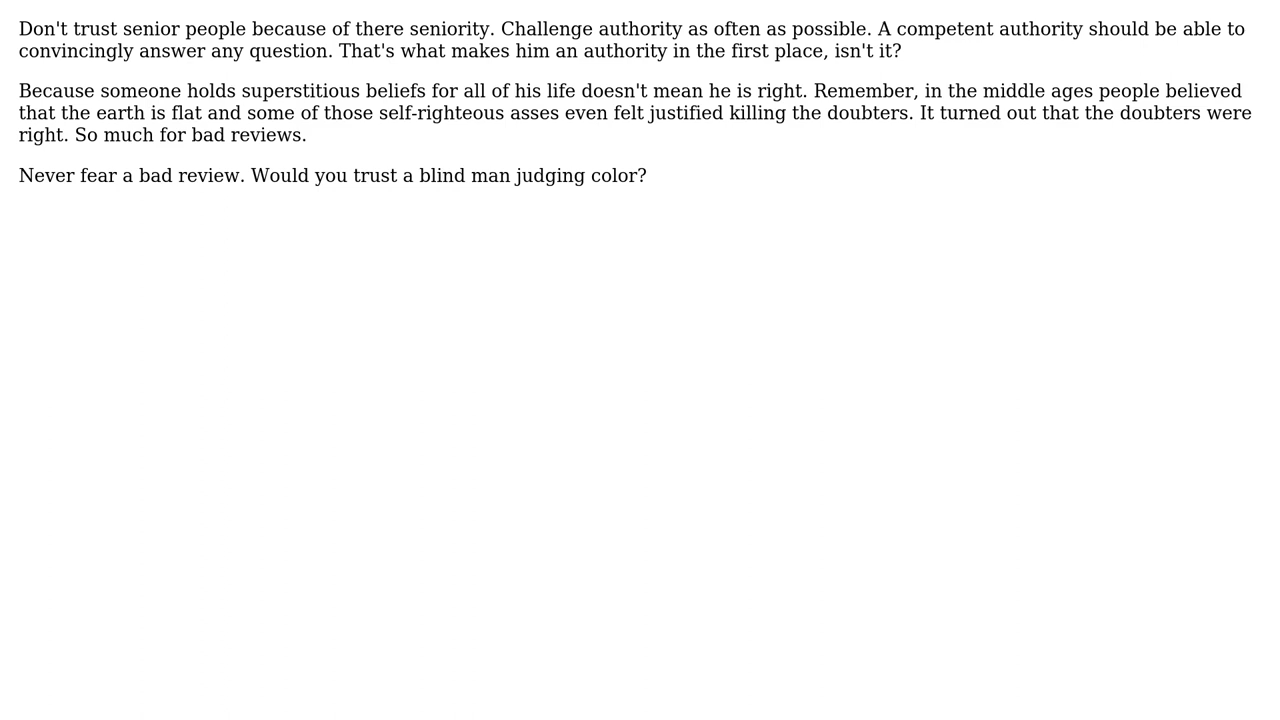 Don't trust senior people because of there seniority. Challenge authority as often as possible. A competent authority should be able to
convincingly answer any question. That's what makes him an authority in the first place, isn't it?
Because someone holds superstitious beliefs for all of his life doesn't mean he is right. Remember, in the middle ages people believed
that the earth is flat and some of those self-righteous asses even felt justified killing the doubters. It turned out that the doubters were
right. So much for bad reviews.
Never fear a bad review. Would you trust a blind man judging color?